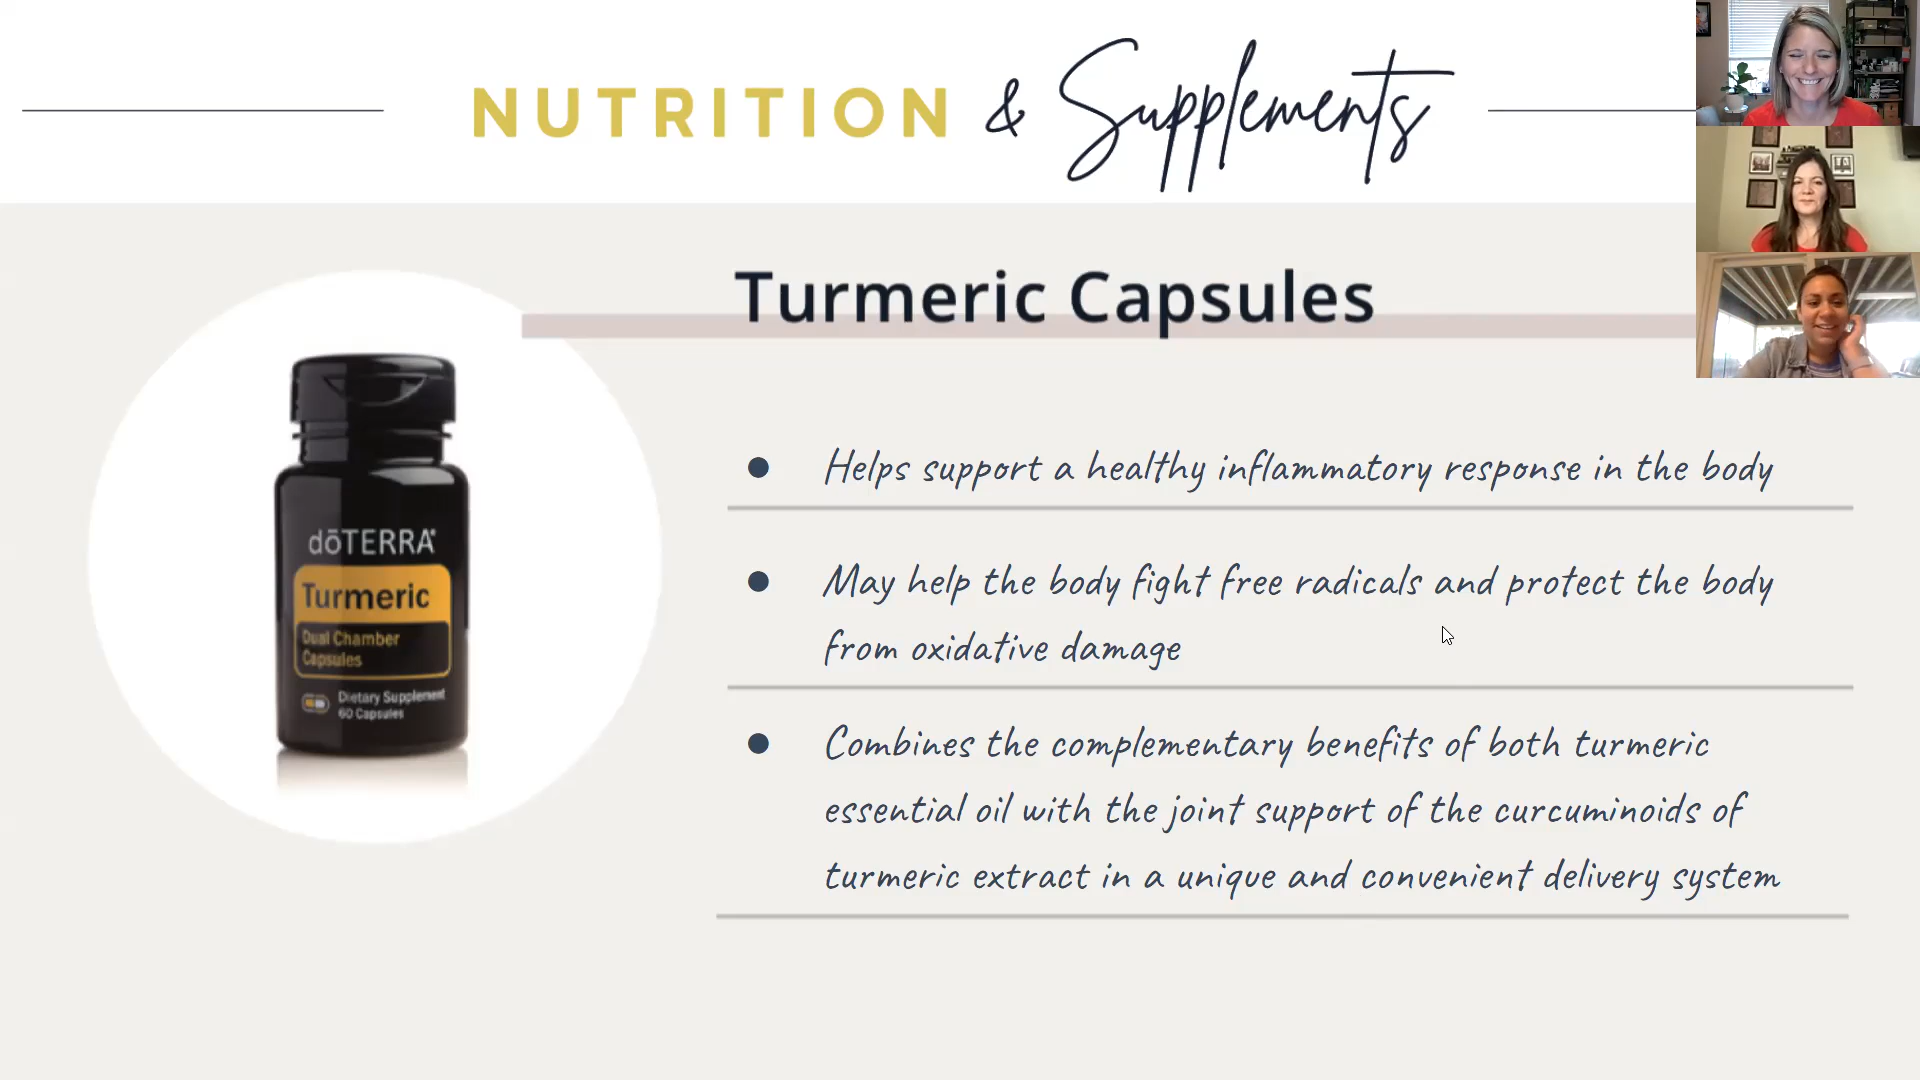 NUTRITION & Supplements
Turmeric Capsules
dōTERRA®
Turmeric
Dual Chamber
Capsules
Dietary Supplement
60 Capsules
Helps support a healthy inflammatory response in the body
May help the body fight free radicals and protect the body
from oxidative damage
Combines the complementary benefits of both turmeric
essential oil with the joint support of the curcuminoids of
turmeric extract in a unique and convenient delivery system